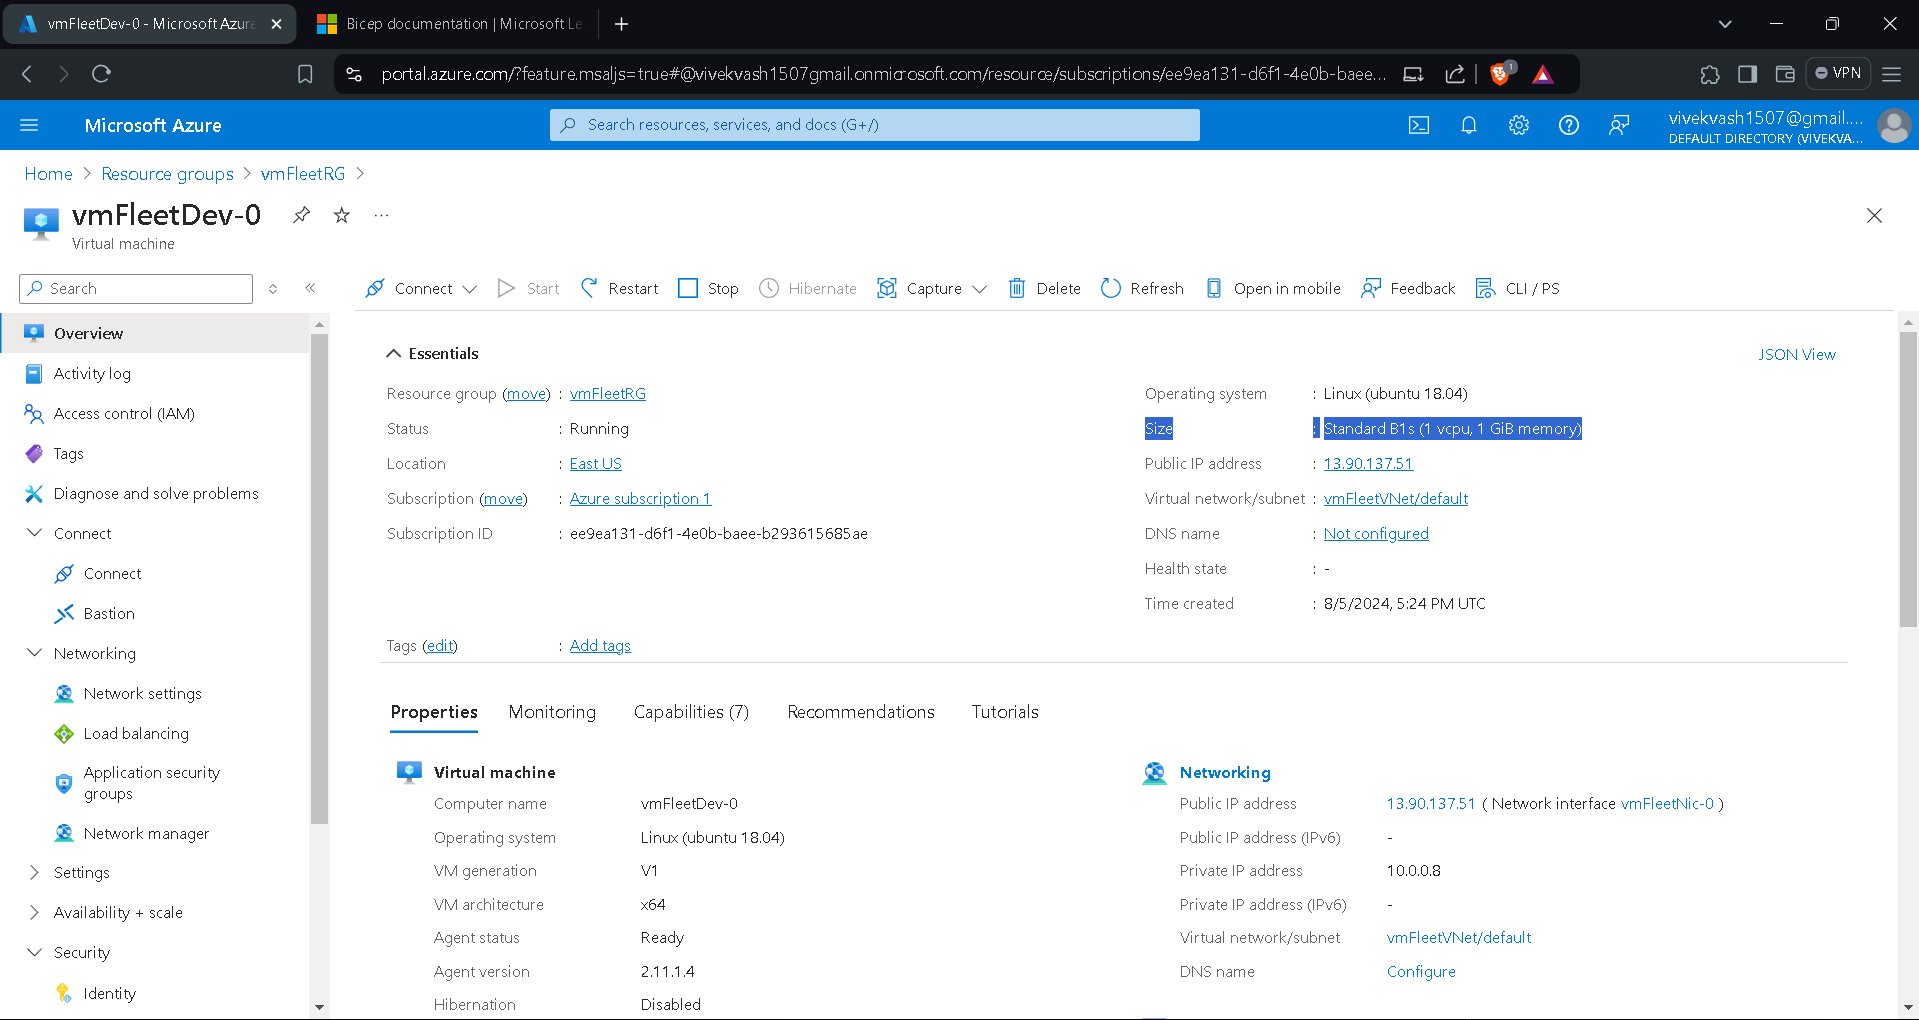 vmFleetDev-0 - Microsoft Azure
Bicep documentation | Microsoft Le
portal.azure.com/?feature.msaljs=true#@vivekvash1507gmail.onmicrosoft.com/resource/subscriptions/ee9ea131-d6f1-4e0b-baee...
1
VPN
Microsoft Azure
Search resources, services, and docs (G+/)
vivekvash1507@gmail....
DEFAULT DIRECTORY (VIVEKVA...
Home > Resource groups > vmFleetRG >
vmFleetDev-0
...
Virtual machine
Search
Connect
Start
Restart
Stop
Hibernate
Capture
Delete
Refresh
Open in mobile
Feedback
CLI / PS
Overview
Activity log
Access control (IAM)
Tags
Diagnose and solve problems
Connect
Connect
Bastion
Networking
Network settings
Load balancing
Application security
groups
Network manager
Settings
Availability + scale
Security
Identity
Essentials
JSON View
Resource group (move) : vmFleetRG
Status : Running
Location : East US
Subscription (move) : Azure subscription 1
Subscription ID : ee9ea131-d6f1-4e0b-baee-b293615685ae
Operating system : Linux (ubuntu 18.04)
Size : Standard B1s (1 vcpu, 1 GiB memory)
Public IP address : 13.90.137.51
Virtual network/subnet : vmFleetVNet/default
DNS name : Not configured
Health state : -
Time created : 8/5/2024, 5:24 PM UTC
Tags (edit) : Add tags
Properties
Monitoring
Capabilities (7)
Recommendations
Tutorials
Virtual machine
Computer name vmFleetDev-0
Operating system Linux (ubuntu 18.04)
VM generation V1
VM architecture x64
Agent status Ready
Agent version 2.11.1.4
Hibernation Disabled
Networking
Public IP address 13.90.137.51 ( Network interface vmFleetNic-0 )
Public IP address (IPv6) -
Private IP address 10.0.0.8
Private IP address (IPv6) -
Virtual network/subnet vmFleetVNet/default
DNS name Configure